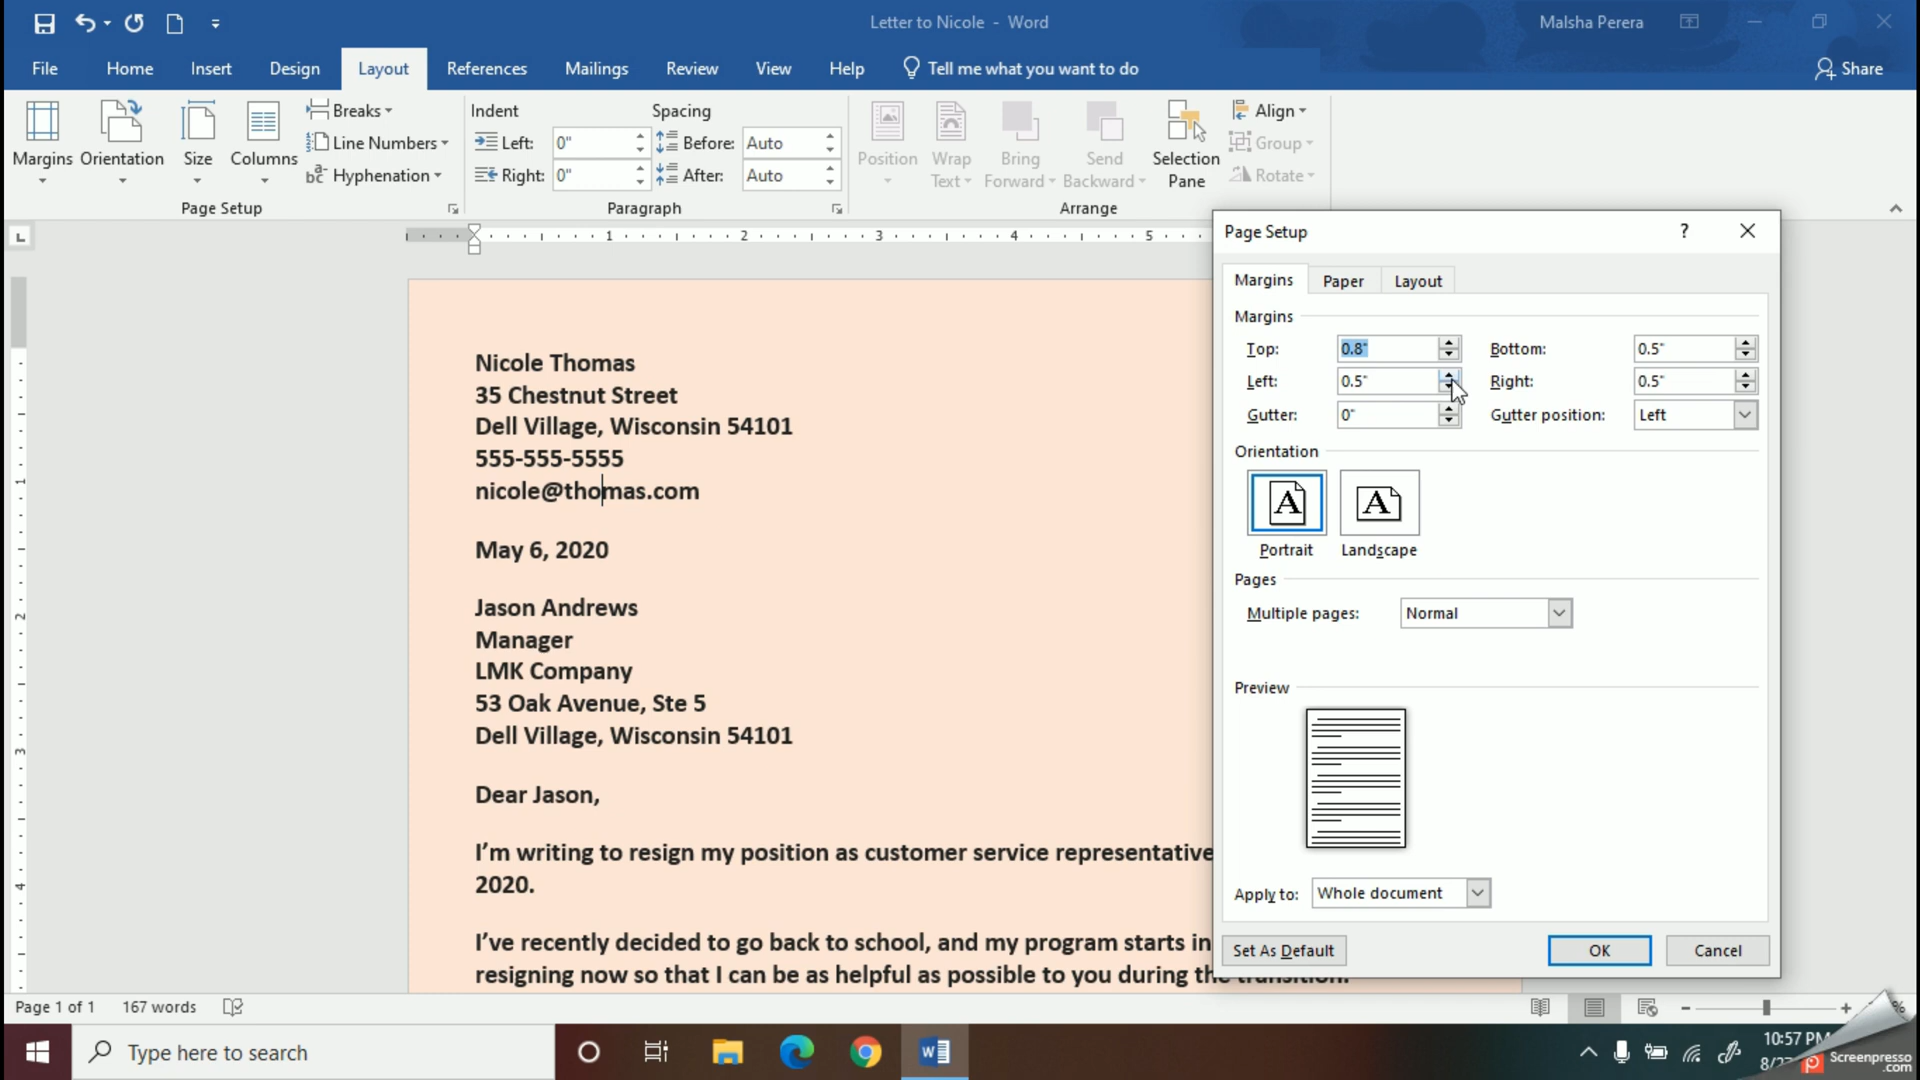 Letter to Nicole - Word
Malsha Perera
File Home Insert Design Layout References Mailings Review View Help Tell me what you want to do Share
Margins Orientation Size Columns
Breaks
Line Numbers
Hyphenation
Page Setup
Indent Spacing
Left: 0" Before: Auto
Right: 0" After: Auto
Paragraph
Position Wrap Text Bring Forward Send Backward Selection Pane
Align
Group
Rotate
Arrange
L
1 2 3 4 5
1
2
3
4
Nicole Thomas
35 Chestnut Street
Dell Village, Wisconsin 54101
555-555-5555
nicole@thomas.com
May 6, 2020
Jason Andrews
Manager
LMK Company
53 Oak Avenue, Ste 5
Dell Village, Wisconsin 54101
Dear Jason,
I'm writing to resign my position as customer service representative
2020.
I've recently decided to go back to school, and my program starts in
resigning now so that I can be as helpful as possible to you during the transition.
Page Setup ?
Margins Paper Layout
Margins
Top: 0.8" Bottom: 0.5"
Left: 0.5" Right: 0.5"
Gutter: 0" Gutter position: Left
Orientation
A A
Portrait Landscape
Pages
Multiple pages: Normal
Preview
Apply to: Whole document
Set As Default OK Cancel
Page 1 of 1 167 words
%
Type here to search
W
10:57 PM
Screenpresso
.com